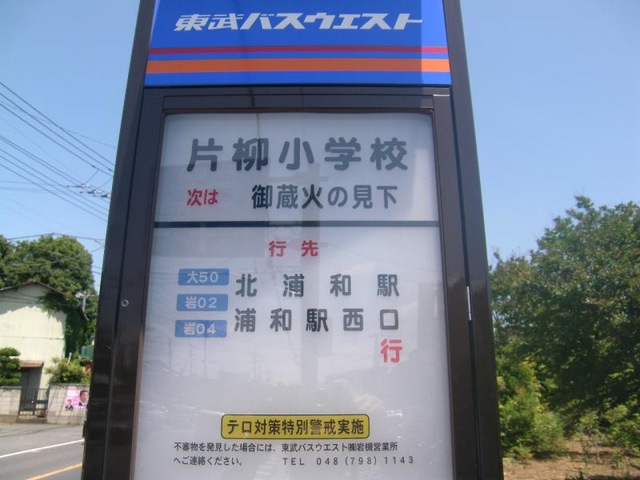 東武バスウエスト
片柳小学校
次は 御蔵火の見下
行先
大50 北浦和駅
岩02
岩04 浦和駅西口
行
テロ対策特別警戒実施
不審物を発見した場合には、東武バスウエスト㈱岩槻営業所
へご連絡ください。 TEL 048(798)1143